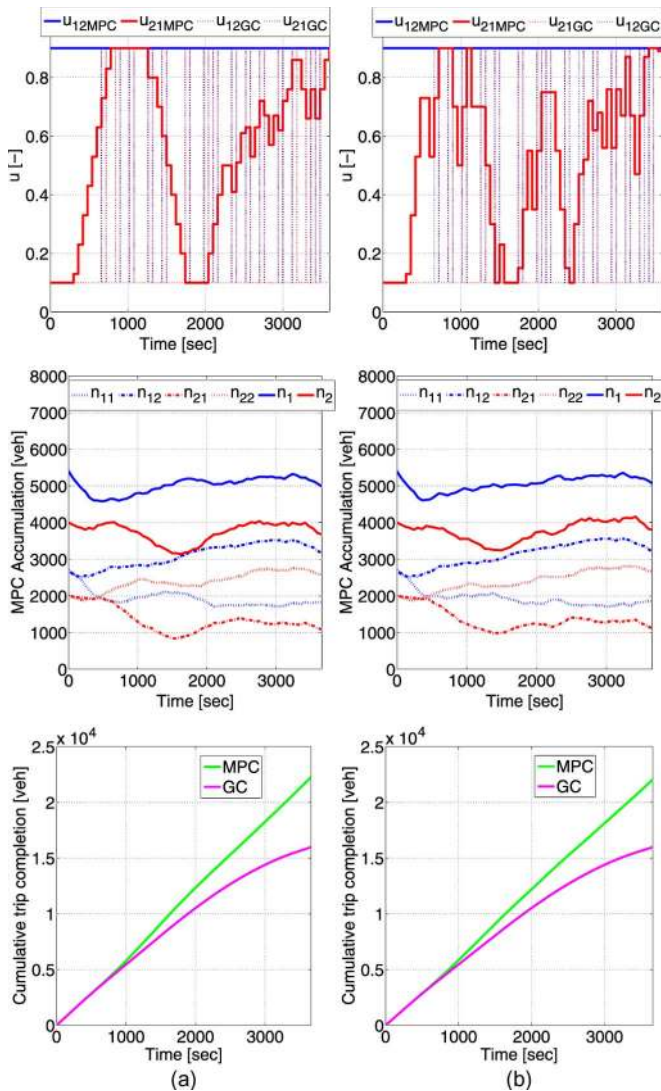 u12MPC u21MPC u12GC u21GC
0.8
0.6
0.4
0.2
0
u [−]
0 1000 2000 3000
Time [sec]
u12MPC u21MPC u21GC u12GC
0.8
0.6
0.4
0.2
0
u [−]
0 1000 2000 3000
Time [sec]
n11 n12 n21 n22 n1 n2
8000
7000
6000
5000
4000
3000
2000
1000
0
MPC Accumulation [veh]
0 1000 2000 3000
Time [sec]
n11 n12 n21 n22 n1 n2
8000
7000
6000
5000
4000
3000
2000
1000
0
MPC Accumulation [veh]
0 1000 2000 3000
Time [sec]
2.5 x 10^4
2
1.5
1
0.5
0
Cumulative trip completion [veh]
MPC
GC
0 1000 2000 3000
Time [sec]
(a)
2.5 x 10^4
2
1.5
1
0.5
0
Cumulative trip completion [veh]
MPC
GC
0 1000 2000 3000
Time [sec]
(b)